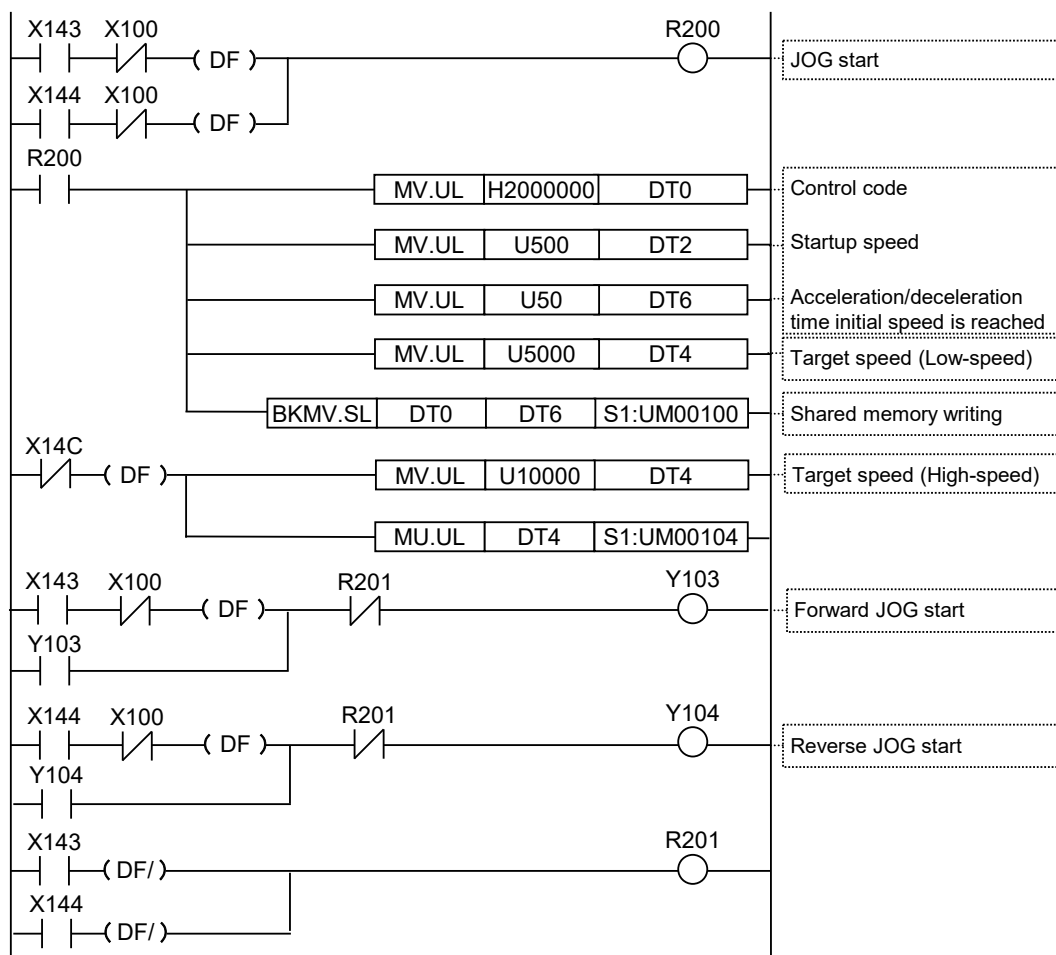 X143 X100 R200
( DF ) JOG start
X144 X100
( DF )
R200
MV.UL H2000000 DT0 Control code
MV.UL U500 DT2 Startup speed
MV.UL U50 DT6 Acceleration/deceleration
time initial speed is reached
MV.UL U5000 DT4 Target speed (Low-speed)
BKMV.SL DT0 DT6 S1:UM00100 Shared memory writing
X14C
( DF ) MV.UL U10000 DT4 Target speed (High-speed)
MU.UL DT4 S1:UM00104
X143 X100 R201 Y103
( DF ) Forward JOG start
Y103
X144 X100 R201 Y104
( DF ) Reverse JOG start
Y104
X143 R201
( DF/ )
X144
( DF/ )